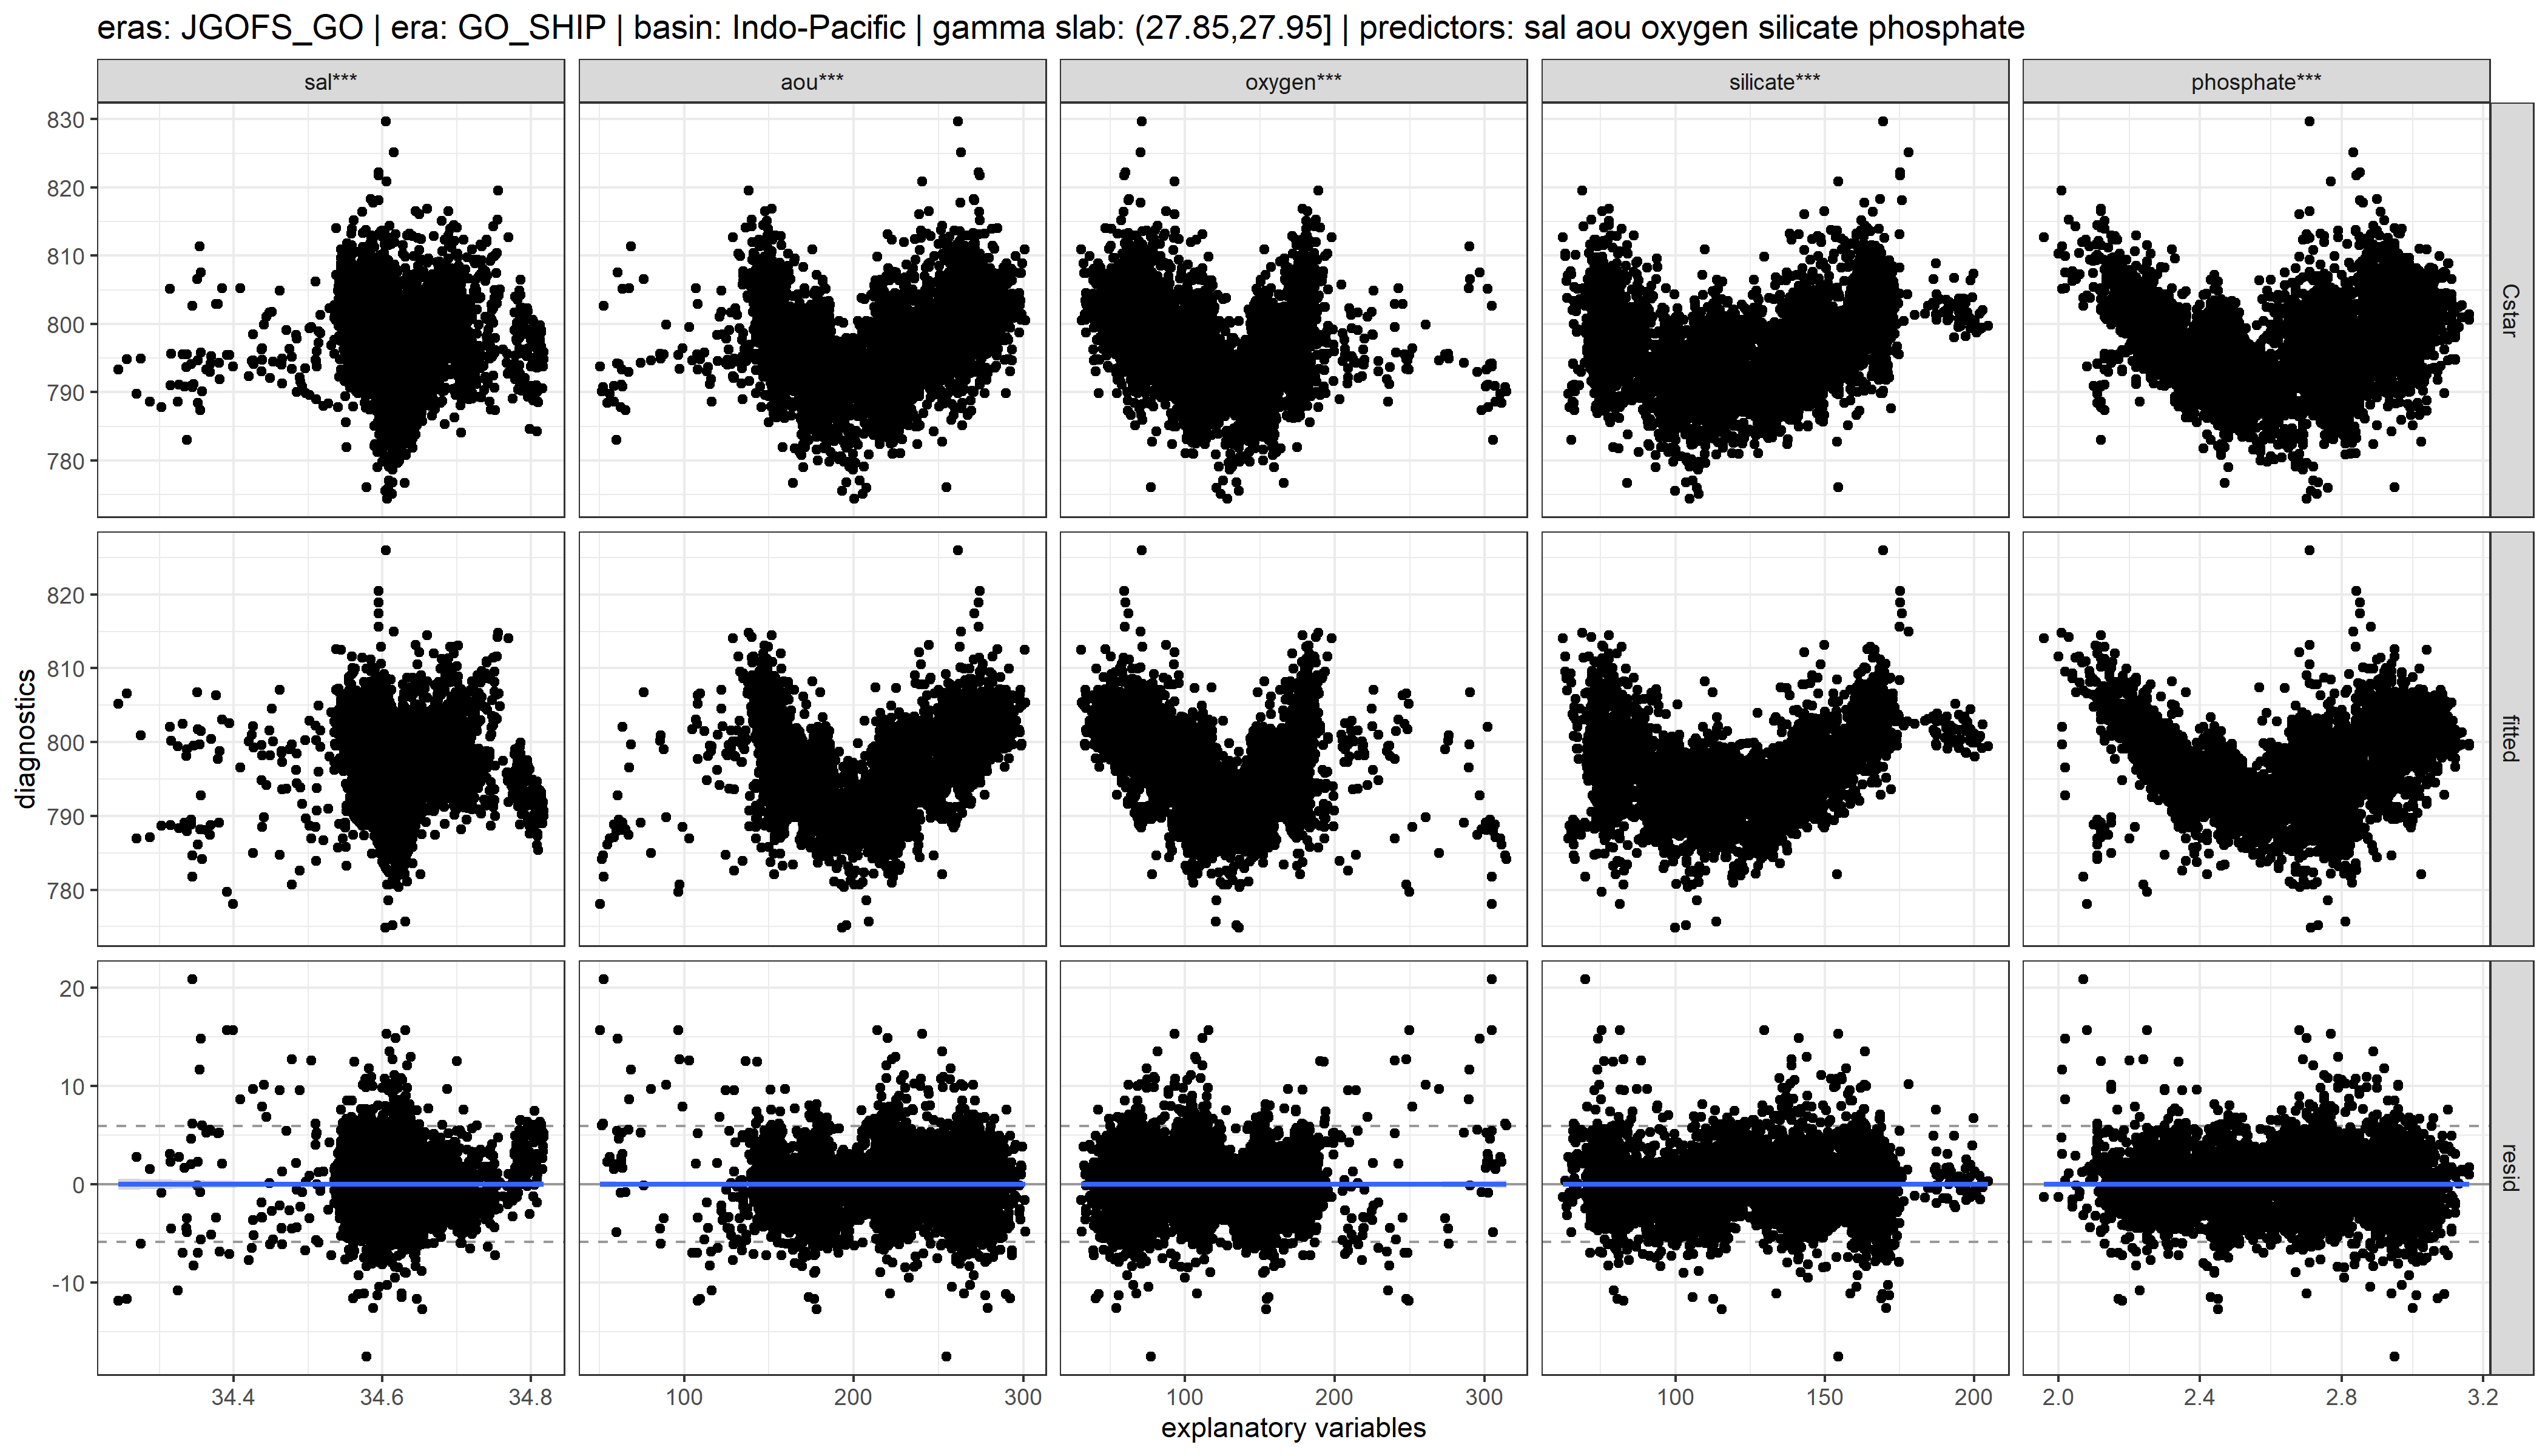 eras: JGOFS_GO | era: GO_SHIP | basin: Indo-Pacific | gamma slab: (27.85,27.95] | predictors: sal aou oxygen silicate phosphate
sal*** aou*** oxygen*** silicate*** phosphate***
830
820
810
800
790
780
Cstar
820
810
800
790
780
fitted
diagnostics
20
10
0
-10
resid
34.4 34.6 34.8 100 200 300 100 200 300 100 150 200 2.0 2.4 2.8 3.2
explanatory variables